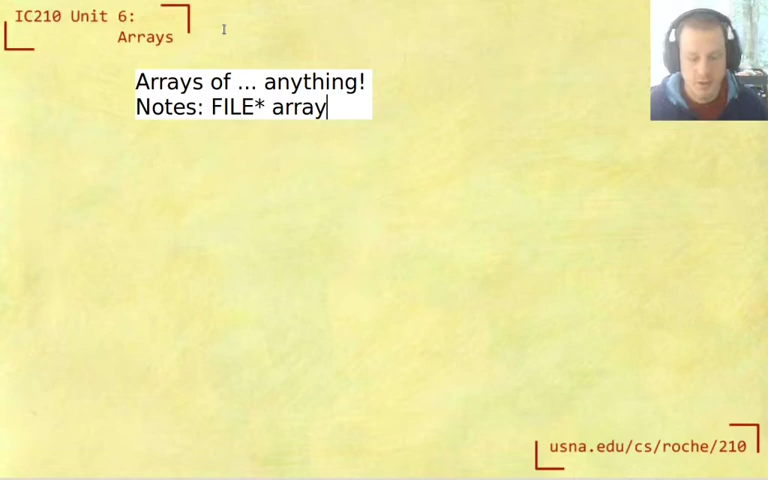 IC210 Unit 6:
Arrays
Arrays of ... anything!
Notes: FILE* array
usna.edu/cs/roche/210